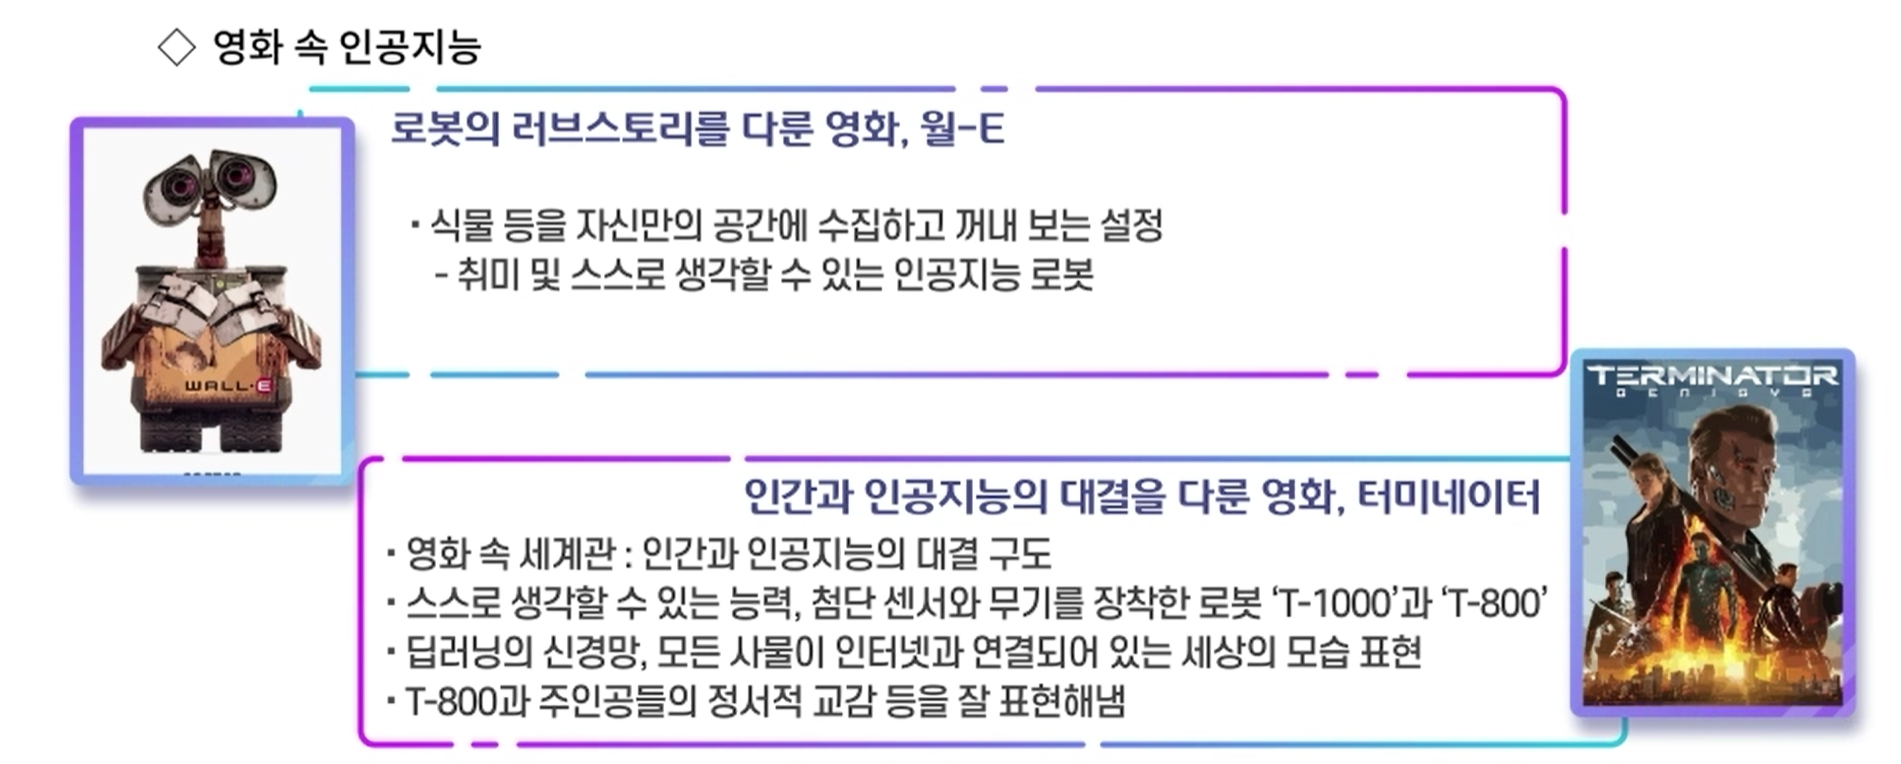 ◇ 영화 속 인공지능
로봇의 러브스토리를 다룬 영화, 월-E
· 식물 등을 자신만의 공간에 수집하고 꺼내 보는 설정
- 취미 및 스스로 생각할 수 있는 인공지능 로봇
WALL·E
TERMINATOR
GENISYS
인간과 인공지능의 대결을 다룬 영화, 터미네이터
· 영화 속 세계관 : 인간과 인공지능의 대결 구도
· 스스로 생각할 수 있는 능력, 첨단 센서와 무기를 장착한 로봇 ‘T-1000’과 ‘T-800’
· 딥러닝의 신경망, 모든 사물이 인터넷과 연결되어 있는 세상의 모습 표현
· T-800과 주인공들의 정서적 교감 등을 잘 표현해냄